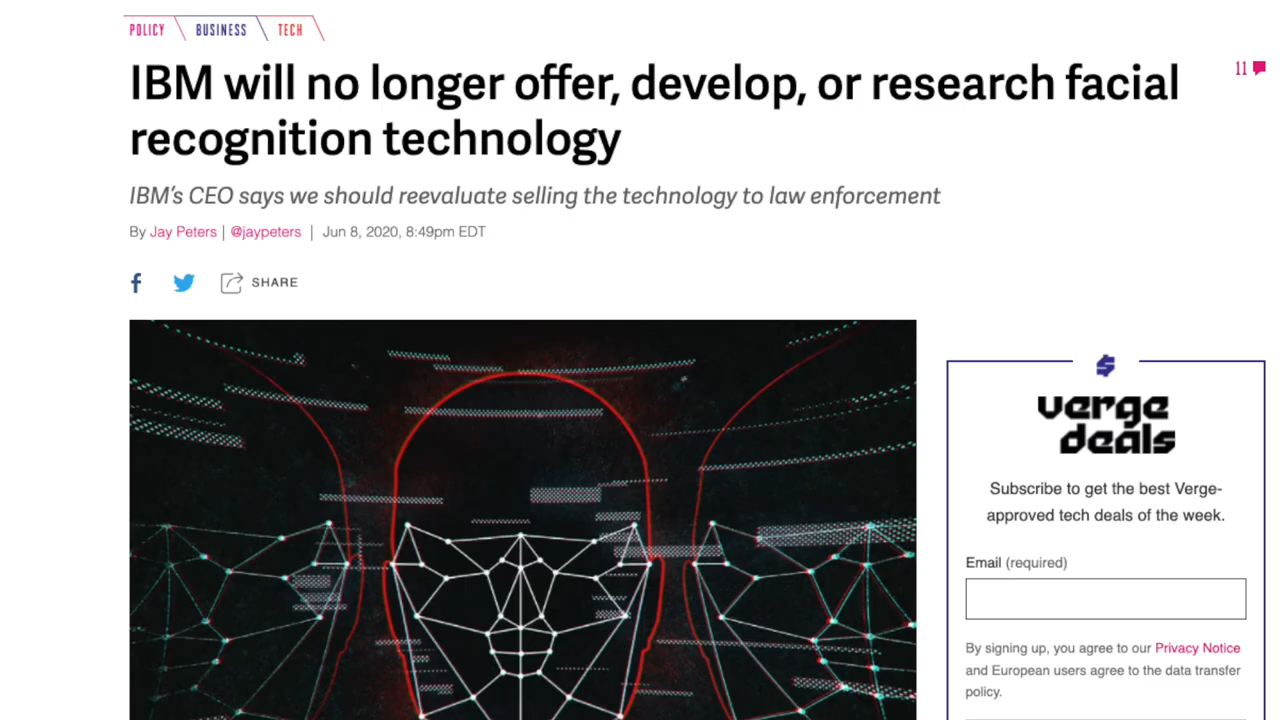 POLICY BUSINESS TECH
IBM will no longer offer, develop, or research facial
recognition technology
11
IBM's CEO says we should reevaluate selling the technology to law enforcement
By Jay Peters | @jaypeters | Jun 8, 2020, 8:49pm EDT
f SHARE
$
verge
deals
Subscribe to get the best Verge-
approved tech deals of the week.
Email (required)
By signing up, you agree to our Privacy Notice
and European users agree to the data transfer
policy.